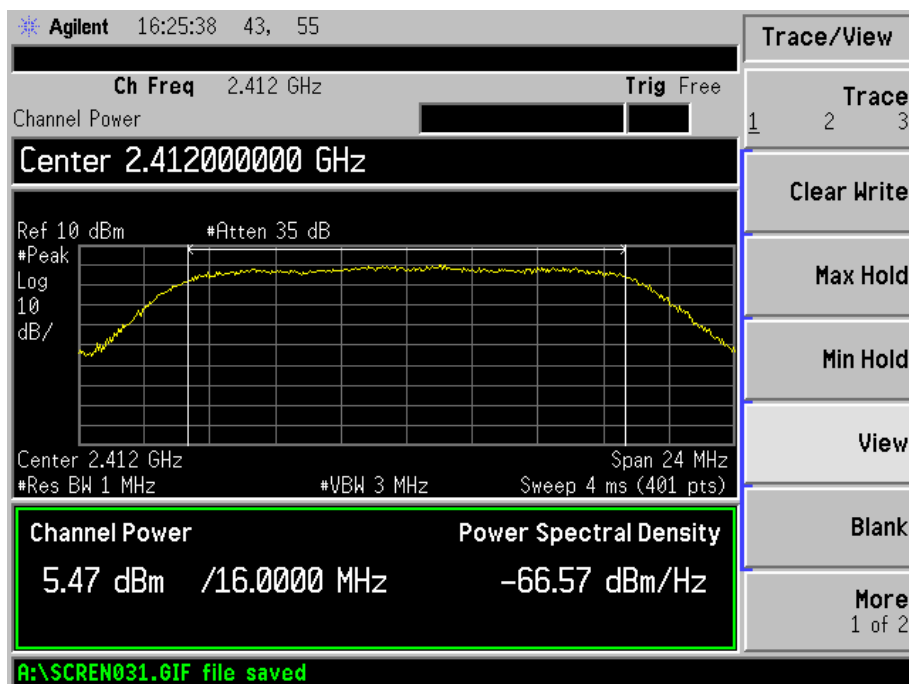 Agilent 16:25:38 43, 55
Trace/View
Ch Freq 2.412 GHz Trig Free
Channel Power
Trace
1 2 3
Center 2.412000000 GHz
Clear Write
Ref 10 dBm #Atten 35 dB
#Peak
Log
10
dB/
Max Hold
Min Hold
View
Center 2.412 GHz Span 24 MHz
#Res BW 1 MHz #VBW 3 MHz Sweep 4 ms (401 pts)
Channel Power Power Spectral Density
Blank
5.47 dBm /16.0000 MHz -66.57 dBm/Hz
More
1 of 2
A:\SCREN031.GIF file saved